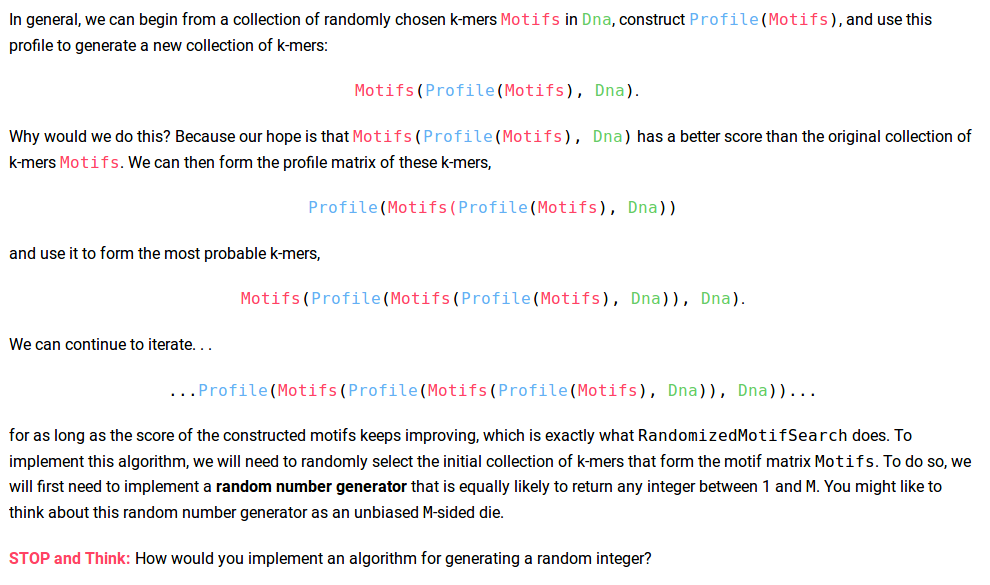 In general, we can begin from a collection of randomly chosen k-mers Motifs in Dna, construct Profile(Motifs), and use this
profile to generate a new collection of k-mers:
Motifs(Profile(Motifs), Dna).
Why would we do this? Because our hope is that Motifs(Profile(Motifs), Dna) has a better score than the original collection of
k-mers Motifs. We can then form the profile matrix of these k-mers,
Profile(Motifs(Profile(Motifs), Dna))
and use it to form the most probable k-mers,
Motifs(Profile(Motifs(Profile(Motifs), Dna)), Dna).
We can continue to iterate. . .
...Profile(Motifs(Profile(Motifs(Profile(Motifs), Dna)), Dna))...
for as long as the score of the constructed motifs keeps improving, which is exactly what RandomizedMotifSearch does. To
implement this algorithm, we will need to randomly select the initial collection of k-mers that form the motif matrix Motifs. To do so, we
will first need to implement a random number generator that is equally likely to return any integer between 1 and M. You might like to
think about this random number generator as an unbiased M-sided die.
STOP and Think: How would you implement an algorithm for generating a random integer?